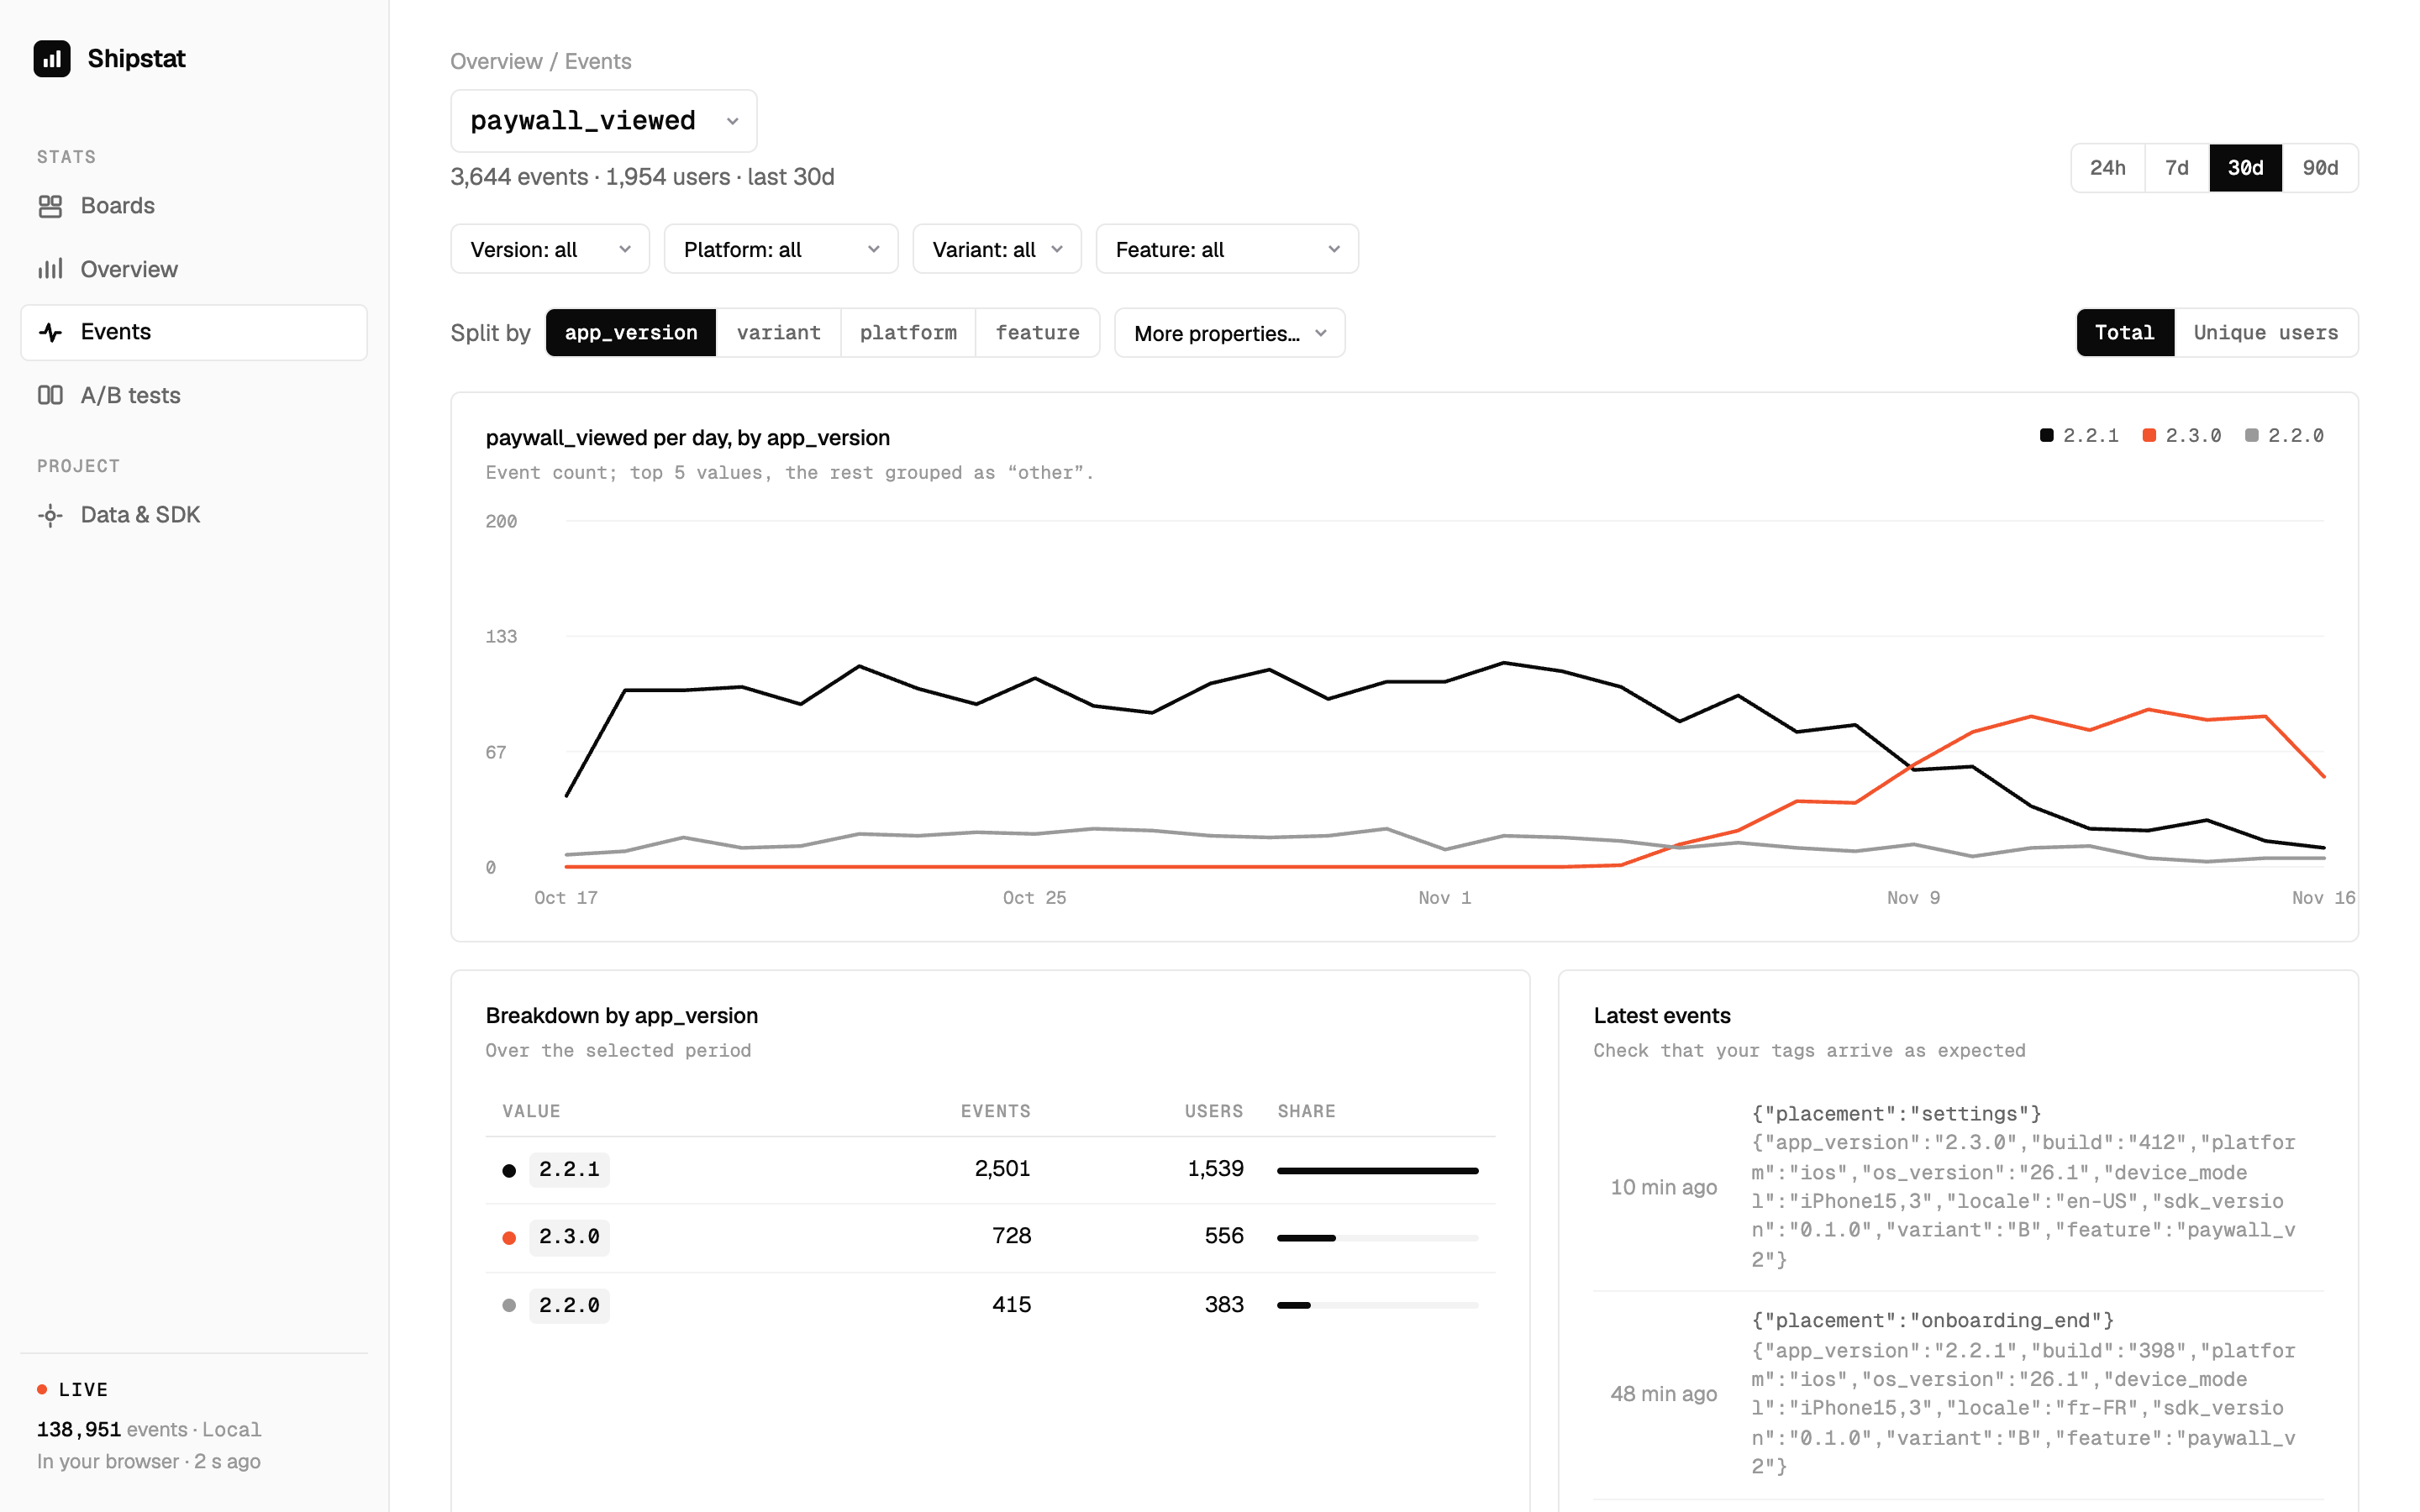 Shipstat
STATS
Boards
Overview
Events
A/B tests
PROJECT
Data & SDK
LIVE
138,951 events · Local
In your browser · 2 s ago
Overview / Events
paywall_viewed
3,644 events · 1,954 users · last 30d
24h 7d 30d 90d
Version: all Platform: all Variant: all Feature: all
Split by app_version variant platform feature More properties… Total Unique users
paywall_viewed per day, by app_version
2.2.1 2.3.0 2.2.0
Event count; top 5 values, the rest grouped as “other”.
200
133
67
0
Oct 17 Oct 25 Nov 1 Nov 9 Nov 16
Breakdown by app_version
Over the selected period
VALUE EVENTS USERS SHARE
2.2.1 2,501 1,539
2.3.0 728 556
2.2.0 415 383
Latest events
Check that your tags arrive as expected
10 min ago
{"placement":"settings"}
{"app_version":"2.3.0","build":"412","platfor
m":"ios","os_version":"26.1","device_mode
l":"iPhone15,3","locale":"en-US","sdk_versio
n":"0.1.0","variant":"B","feature":"paywall_v
2"}
48 min ago
{"placement":"onboarding_end"}
{"app_version":"2.2.1","build":"398","platfor
m":"ios","os_version":"26.1","device_mode
l":"iPhone15,3","locale":"fr-FR","sdk_versio
n":"0.1.0","variant":"B","feature":"paywall_v
2"}